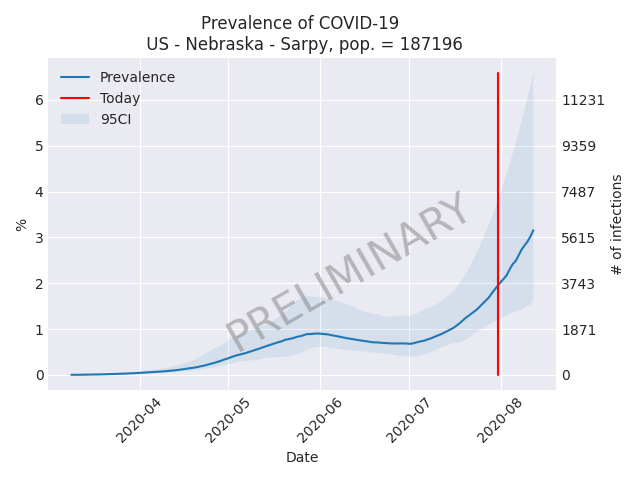 Prevalence of COVID-19
US - Nebraska - Sarpy, pop. = 187196
Prevalence
Today
95CI
6
5
4
3
2
1
0
%
11231
9359
7487
5615
3743
1871
0
# of infections
PRELIMINARY
2020-04
2020-05
2020-06
2020-07
2020-08
Date